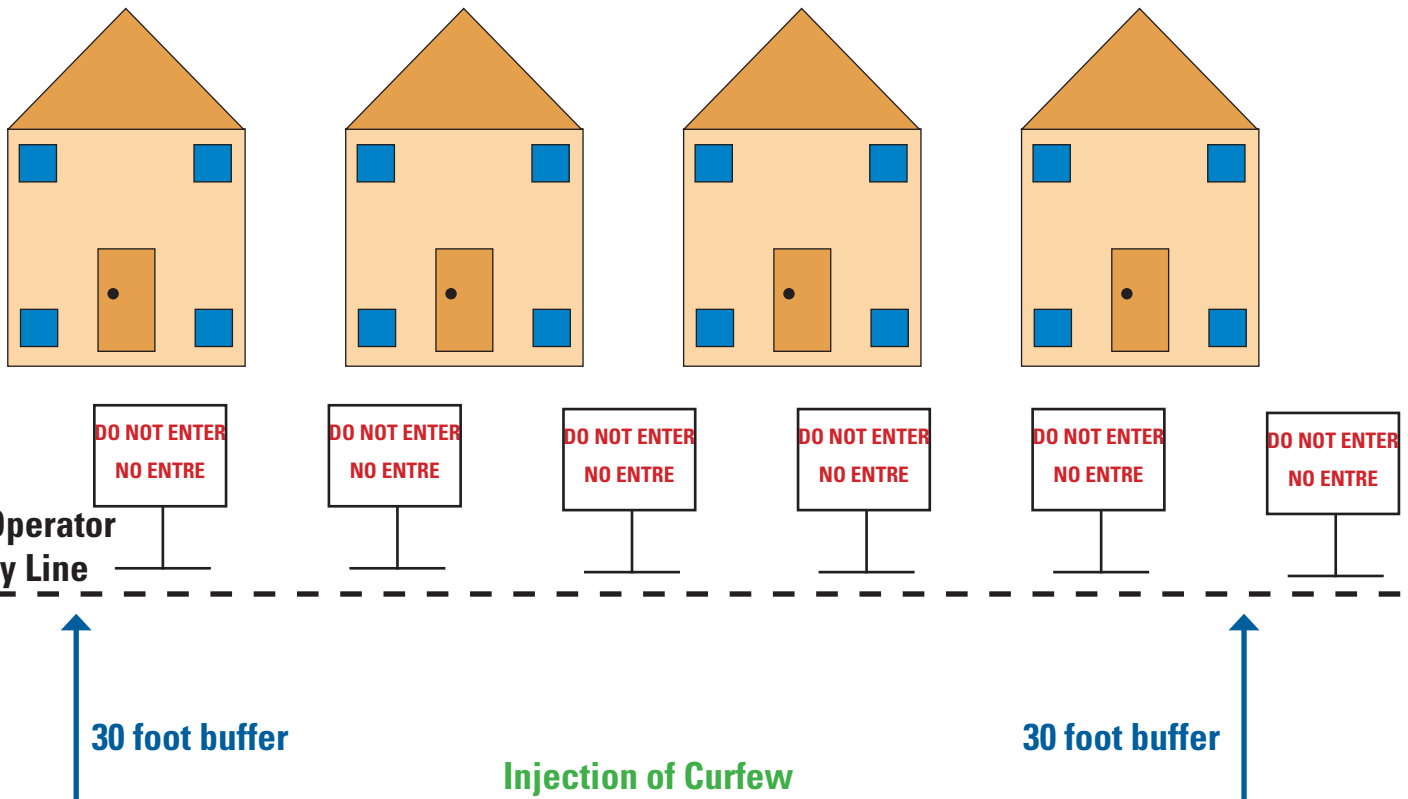 DO NOT ENTER
NO ENTRE
DO NOT ENTER
NO ENTRE
DO NOT ENTER
NO ENTRE
DO NOT ENTER
NO ENTRE
DO NOT ENTER
NO ENTRE
DO NOT ENTER
NO ENTRE
Operator
y Line
30 foot buffer
30 foot buffer
Injection of Curfew